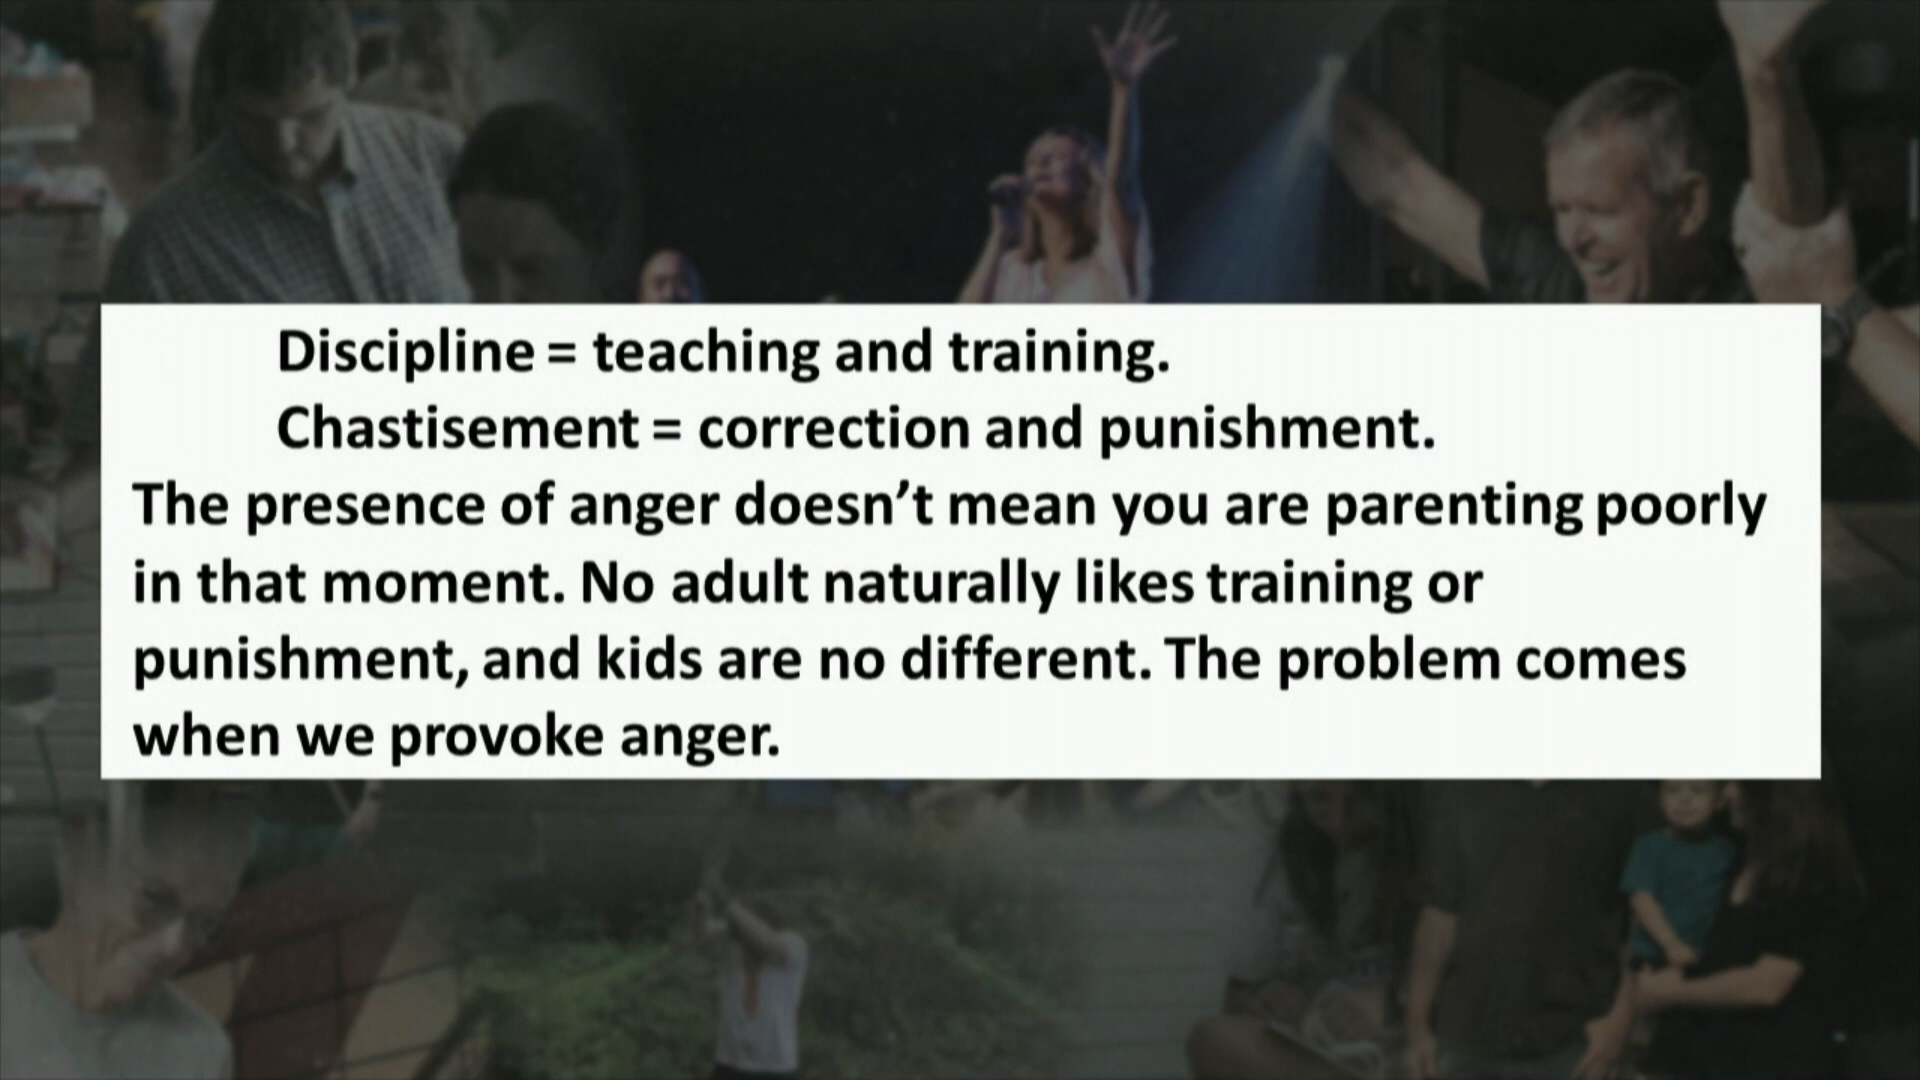 Discipline = teaching and training.
Chastisement = correction and punishment.
The presence of anger doesn’t mean you are parenting poorly
in that moment. No adult naturally likes training or
punishment, and kids are no different. The problem comes
when we provoke anger.